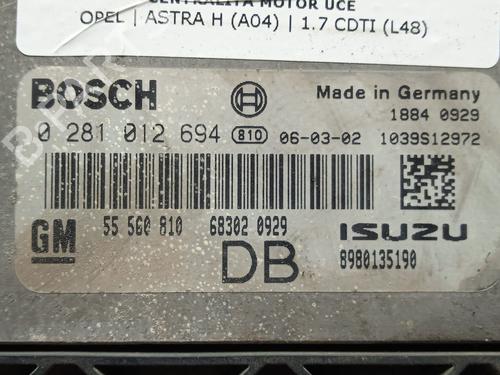 CENTRALITA MOTOR UCE
OPEL | ASTRA H (A04) | 1.7 CDTI (L48)
BOSCH
Made in Germany
1884 0929
0 281 012 694 810 06-03-02 1039S12972
GM 55 560 810 68302 0929 ISUZU
DB 8980135190